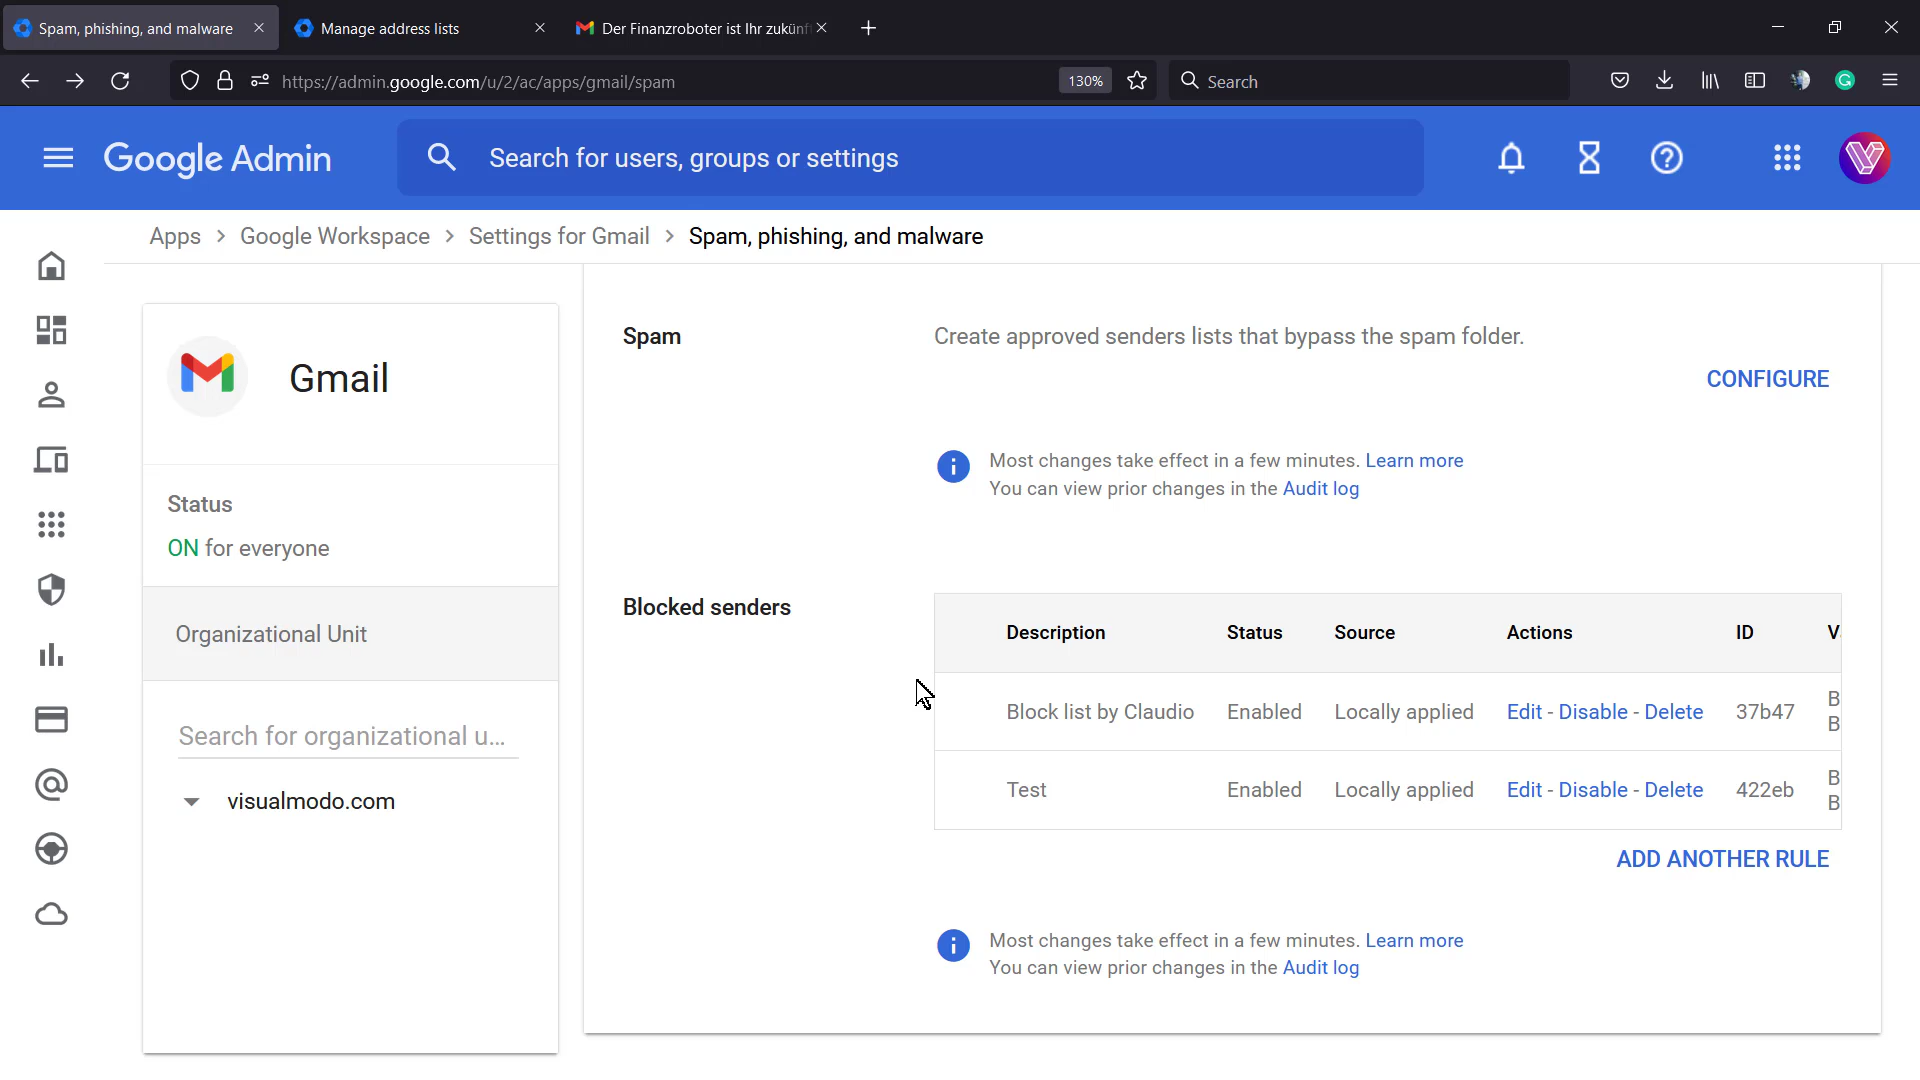 Spam, phishing, and malware
Manage address lists
Der Finanzroboter ist Ihr zukünf
https://admin.google.com/u/2/ac/apps/gmail/spam
130%
Search
Google Admin
Search for users, groups or settings
Apps > Google Workspace > Settings for Gmail > Spam, phishing, and malware
Gmail
Status
ON for everyone
Organizational Unit
Search for organizational u...
visualmodo.com
Spam
Create approved senders lists that bypass the spam folder.
CONFIGURE
Most changes take effect in a few minutes. Learn more
You can view prior changes in the Audit log
Blocked senders
Description Status Source Actions ID
Block list by Claudio Enabled Locally applied Edit - Disable - Delete 37b47 B
B
Test Enabled Locally applied Edit - Disable - Delete 422eb B
B
ADD ANOTHER RULE
Most changes take effect in a few minutes. Learn more
You can view prior changes in the Audit log